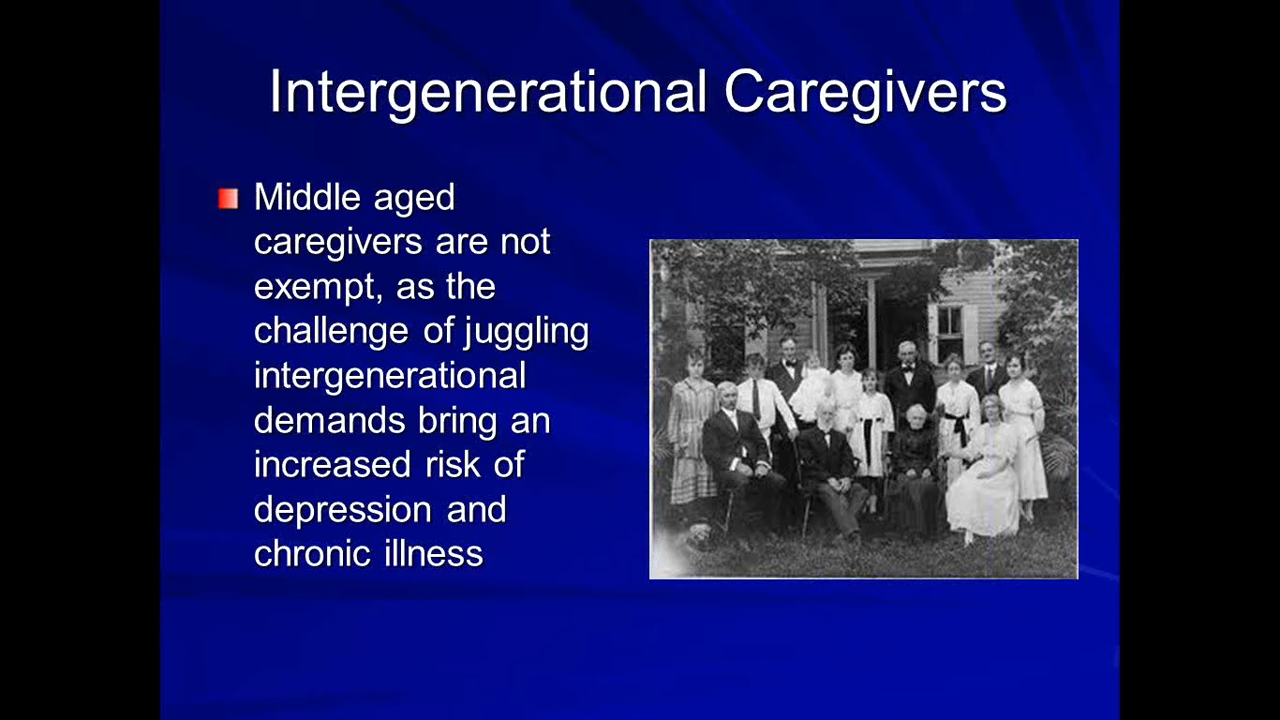 Intergenerational Caregivers
Middle aged
caregivers are not
exempt, as the
challenge of juggling
intergenerational
demands bring an
increased risk of
depression and
chronic illness